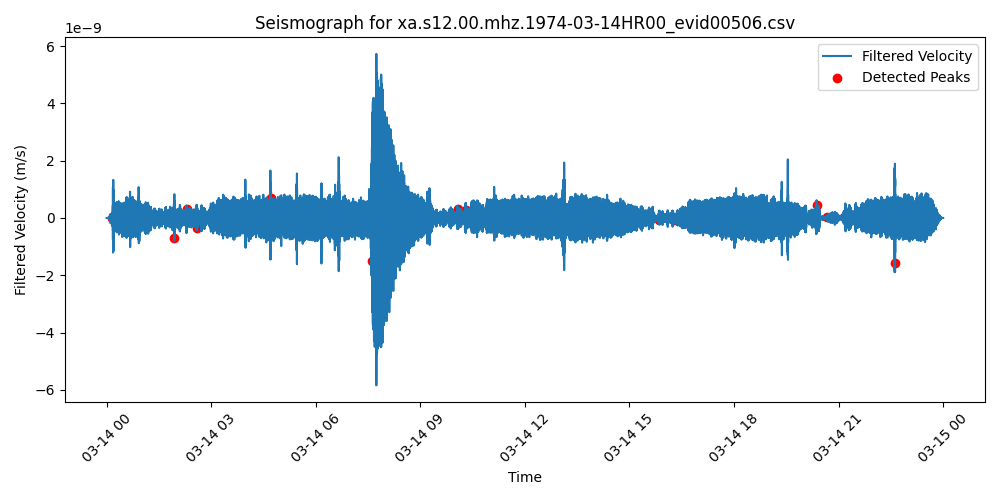 Seismograph for xa.s12.00.mhz.1974-03-14HR00_evid00506.csv
1e−9
Filtered Velocity
Detected Peaks
6
4
2
0
−2
−4
−6
Filtered Velocity (m/s)
03-14 00
03-14 03
03-14 06
03-14 09
03-14 12
03-14 15
03-14 18
03-14 21
03-15 00
Time